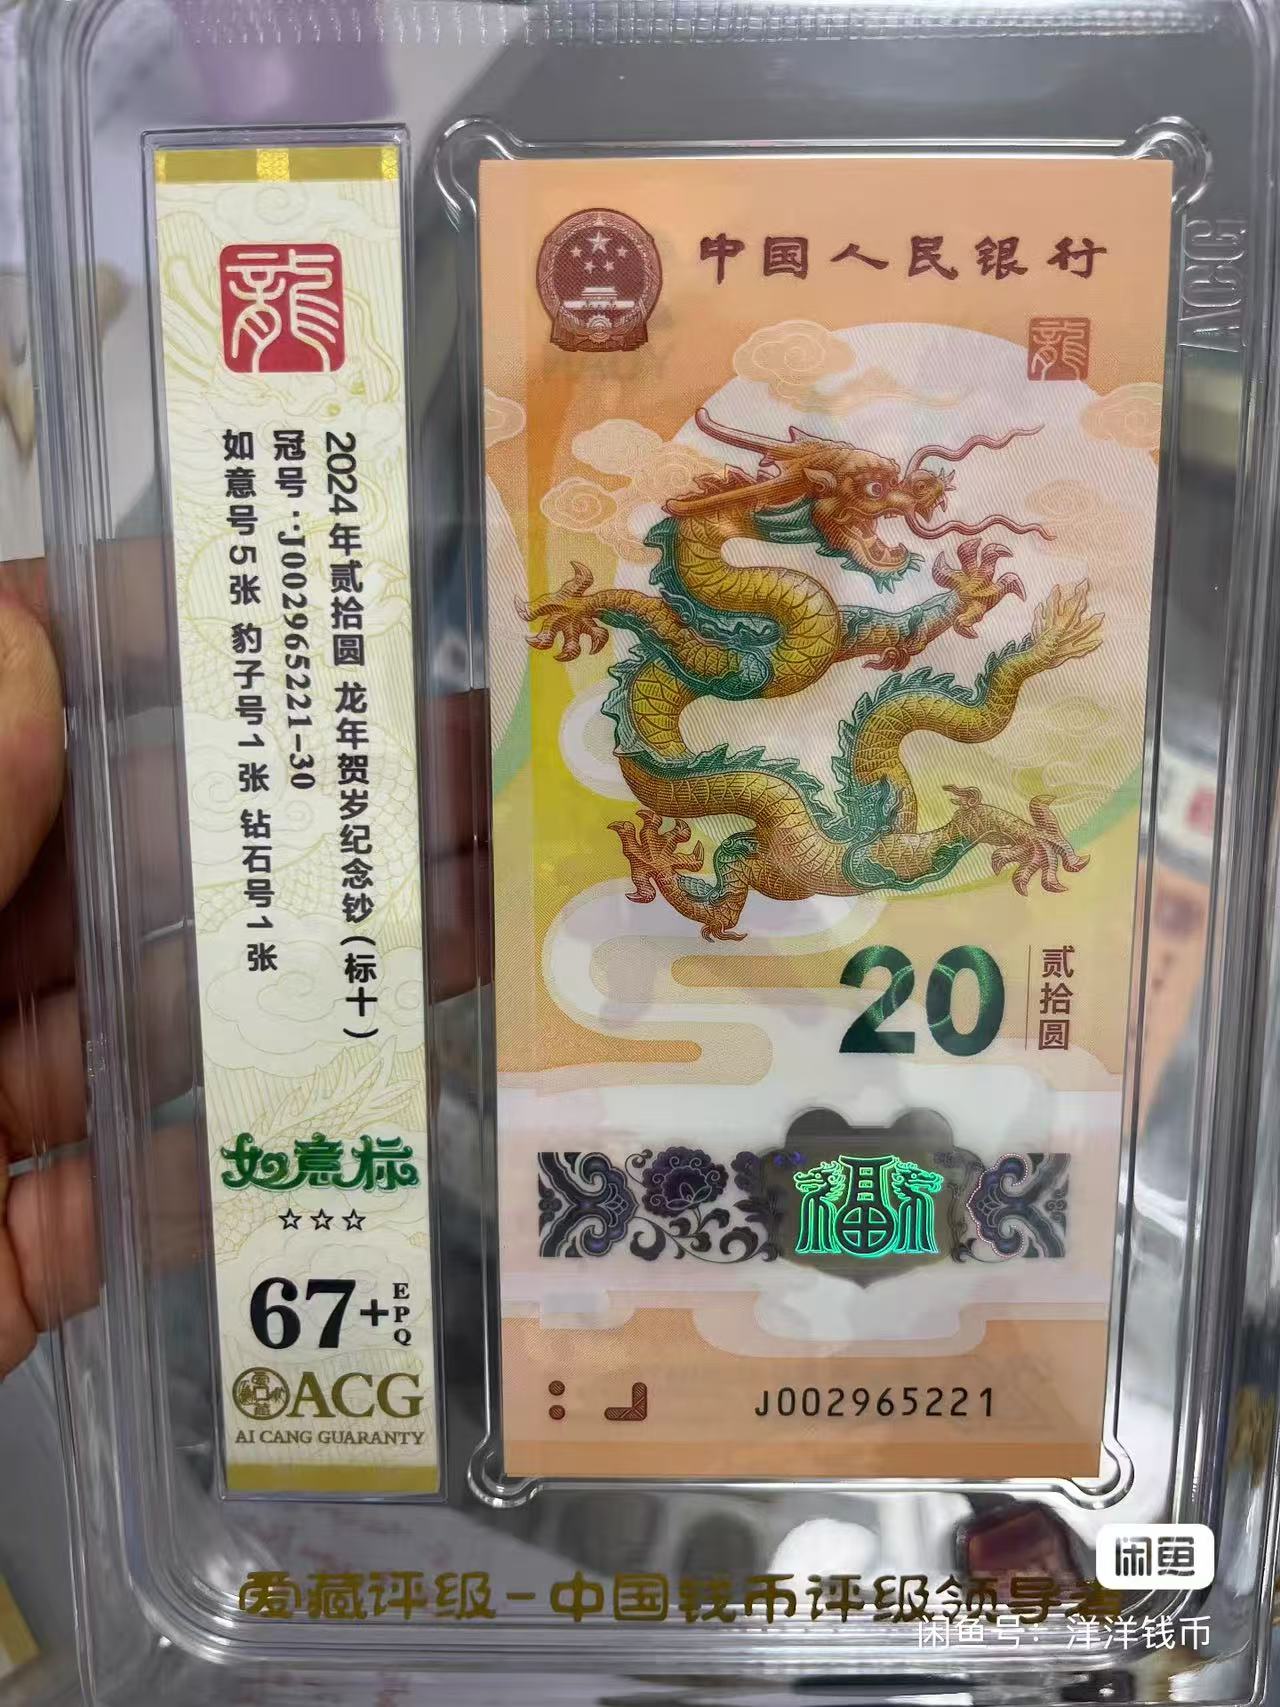 龍
2024年贰拾圆 龙年贺岁纪念钞(标十)
冠号:J002965221-30
如意号5张 豹子号1张 钻石号1张
如意标
☆☆☆
67+EPQ
ACG
AI CANG GUARANTY
中国人民银行
龍
20
贰拾圆
福
J002965221
ACG
爱藏评级-中国钱币评级领导者
闲鱼
闲鱼号:洋洋钱币